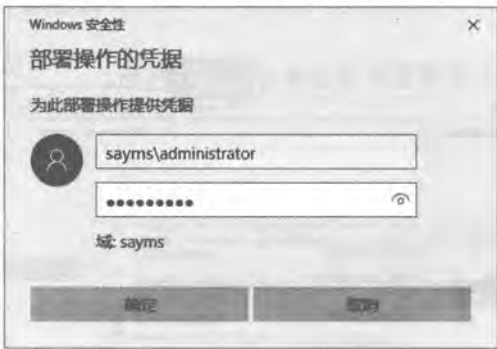 Windows 安全性
部署操作的凭据
为此部署操作提供凭据
sayms\administrator
•••••••••
域: sayms
确定
取消